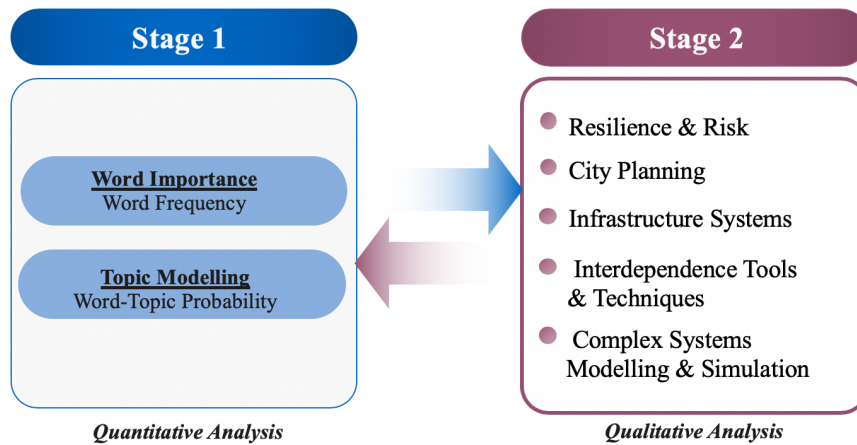 Stage 1
Word Importance
Word Frequency
Topic Modelling
Word-Topic Probability
Quantitative Analysis
Stage 2
Resilience & Risk
City Planning
Infrastructure Systems
Interdependence Tools
& Techniques
Complex Systems
Modelling & Simulation
Qualitative Analysis